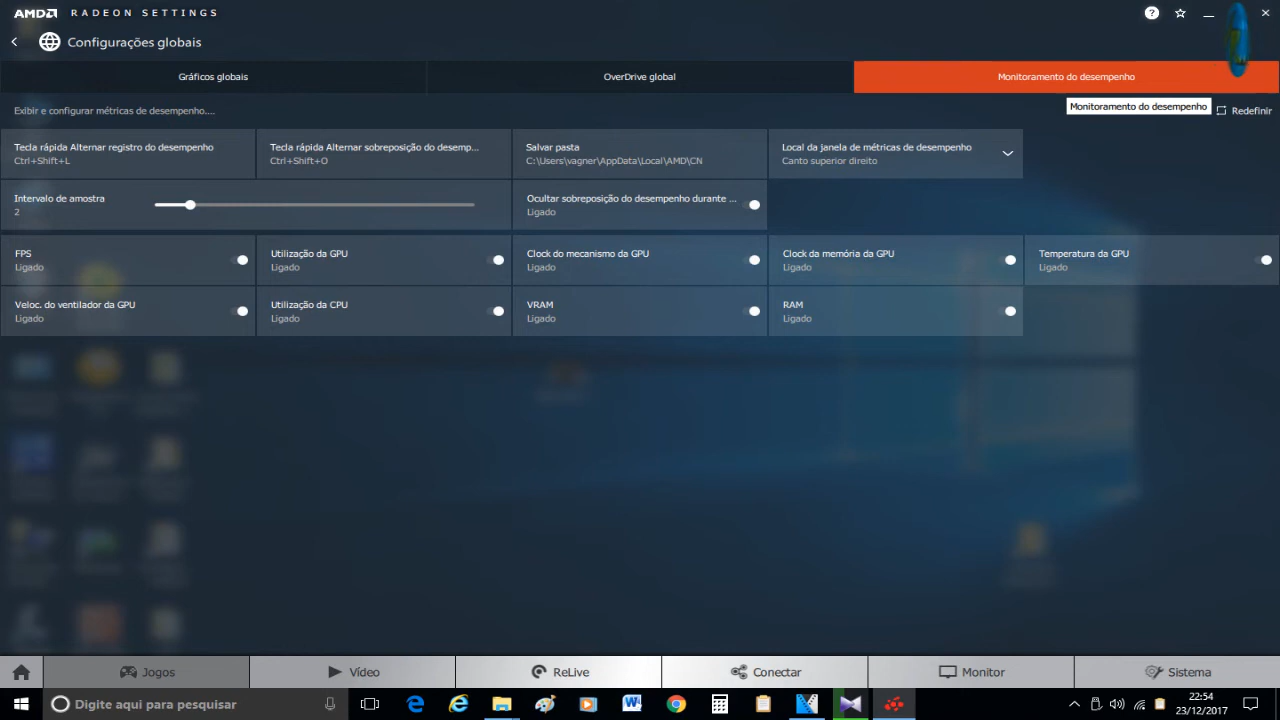 AMD RADEON SETTINGS
Configurações globais
Gráficos globais
OverDrive global
Monitoramento do desempenho
Exibir e configurar métricas de desempenho....
Monitoramento do desempenho
Redefinir
Tecla rápida Alternar registro do desempenho
Ctrl+Shift+L
Tecla rápida Alternar sobreposição do desemp...
Ctrl+Shift+O
Salvar pasta
C:\Users\vagner\AppData\Local\AMD\CN
Local da janela de métricas de desempenho
Canto superior direito
Intervalo de amostra
2
Ocultar sobreposição do desempenho durante ...
Ligado
FPS
Ligado
Utilização da GPU
Ligado
Clock do mecanismo da GPU
Ligado
Clock da memória da GPU
Ligado
Temperatura da GPU
Ligado
Veloc. do ventilador da GPU
Ligado
Utilização da CPU
Ligado
VRAM
Ligado
RAM
Ligado
Jogos
Vídeo
ReLive
Conectar
Monitor
Sistema
Digite aqui para pesquisar
22:54
23/12/2017